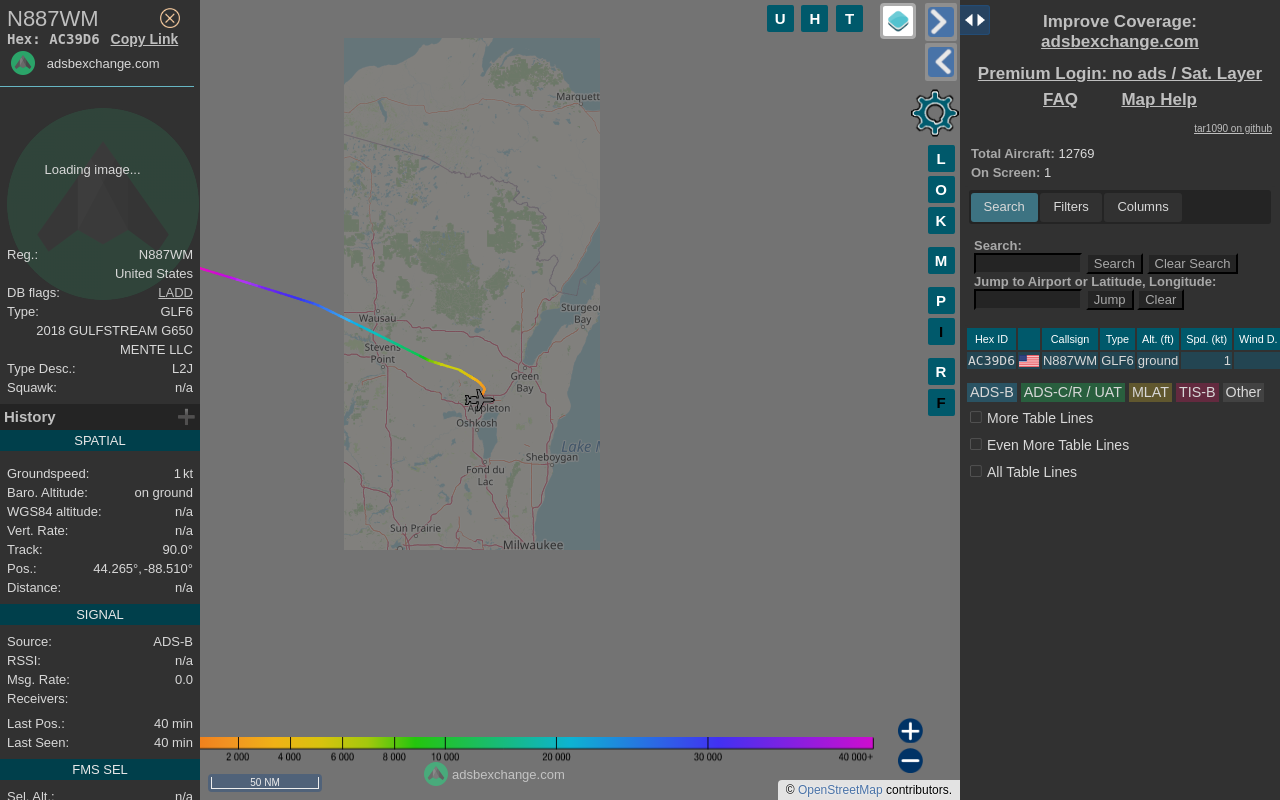 N887WM
Hex: AC39D6 Copy Link
adsbexchange.com
Loading image...
Reg.: N887WM
United States
DB flags: LADD
Type: GLF6
2018 GULFSTREAM G650
MENTE LLC
Type Desc.: L2J
Squawk: n/a
History
SPATIAL
Groundspeed: 1 kt
Baro. Altitude: on ground
WGS84 altitude: n/a
Vert. Rate: n/a
Track: 90.0°
Pos.: 44.265°, -88.510°
Distance: n/a
SIGNAL
Source: ADS-B
RSSI: n/a
Msg. Rate: 0.0
Receivers:
Last Pos.: 40 min
Last Seen: 40 min
FMS SEL
Sel. Alt.: n/a
Marquett
Wausau
Stevens
Point
Sturgeon
Bay
Green
Bay
Appleton
Oshkosh
Lake M
Sheboygan
Fond du
Lac
Sun Prairie
Milwaukee
U H T
L
O
K
M
P
I
R
F
2 000 4 000 6 000 8 000 10 000 20 000 30 000 40 000+
adsbexchange.com
50 NM
© OpenStreetMap contributors.
Improve Coverage:
adsbexchange.com
Premium Login: no ads / Sat. Layer
FAQ Map Help
tar1090 on github
Total Aircraft: 12769
On Screen: 1
Search Filters Columns
Search:
Search Clear Search
Jump to Airport or Latitude, Longitude:
Jump Clear
Hex ID Callsign Type Alt. (ft) Spd. (kt) Wind D.
AC39D6 N887WM GLF6 ground 1
ADS-B ADS-C/R / UAT MLAT TIS-B Other
More Table Lines
Even More Table Lines
All Table Lines